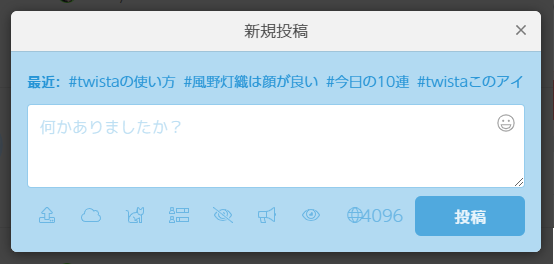 新規投稿
最近: #twistaの使い方 #風野灯織は顔が良い #今日の10連 #twistaこのアイ
何かありましたか？
4096 投稿